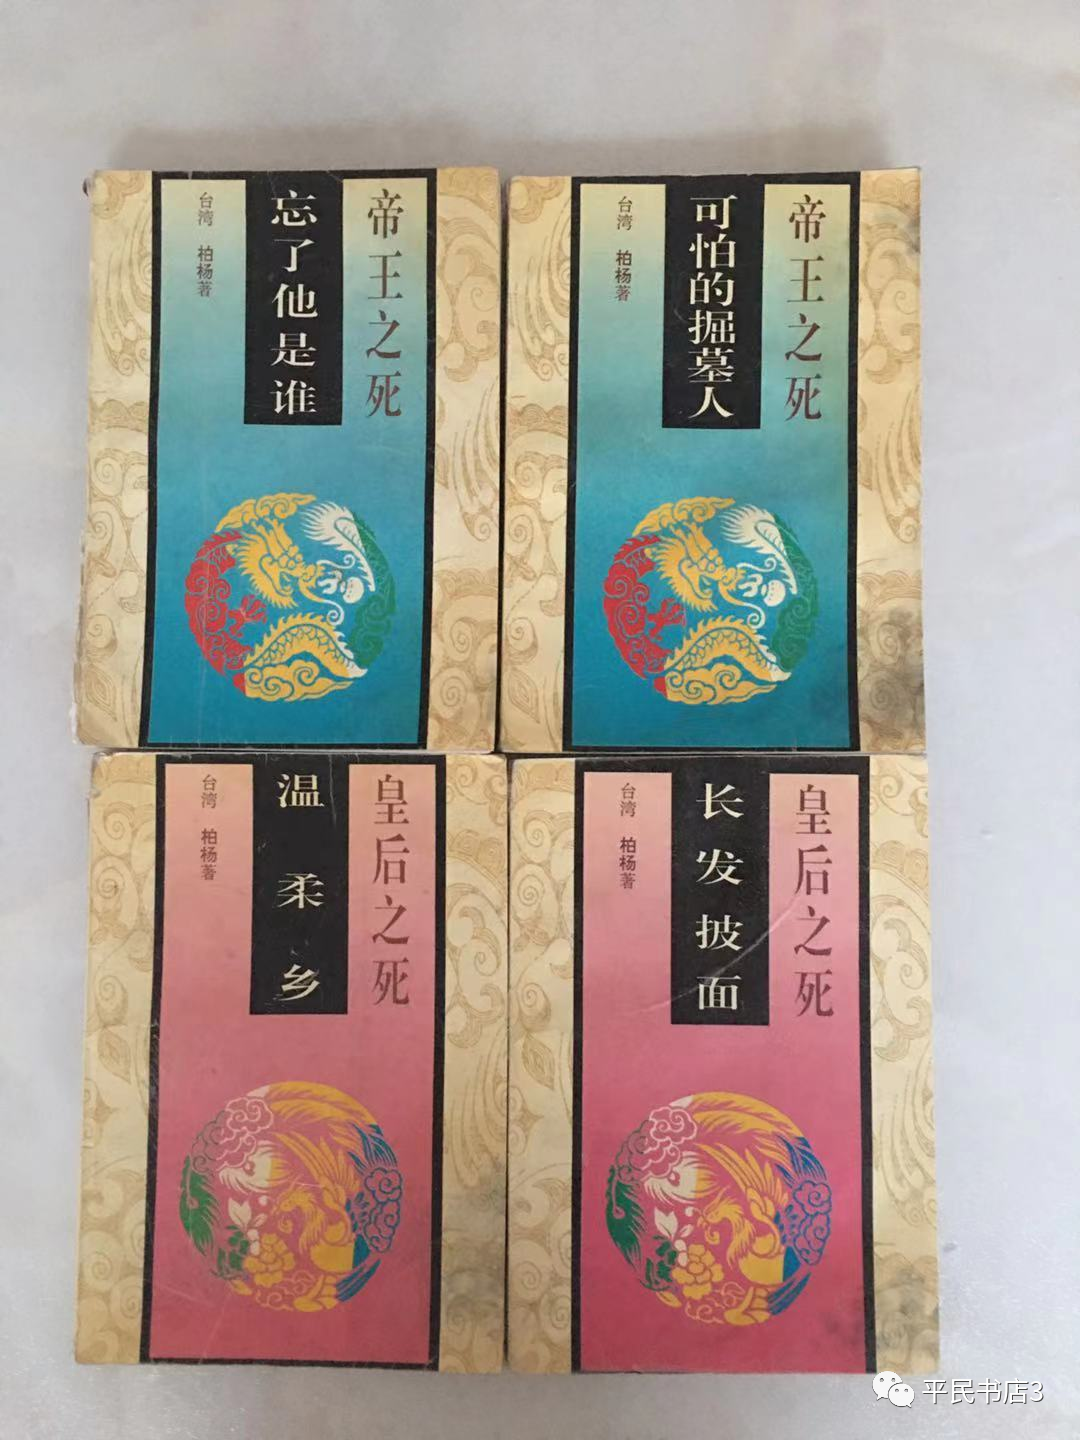 帝王之死
忘了他是谁
台湾 柏杨著
帝王之死
可怕的掘墓人
台湾 柏杨著
皇后之死
温柔乡
台湾 柏杨著
皇后之死
长发披面
台湾 柏杨著
平民书店3